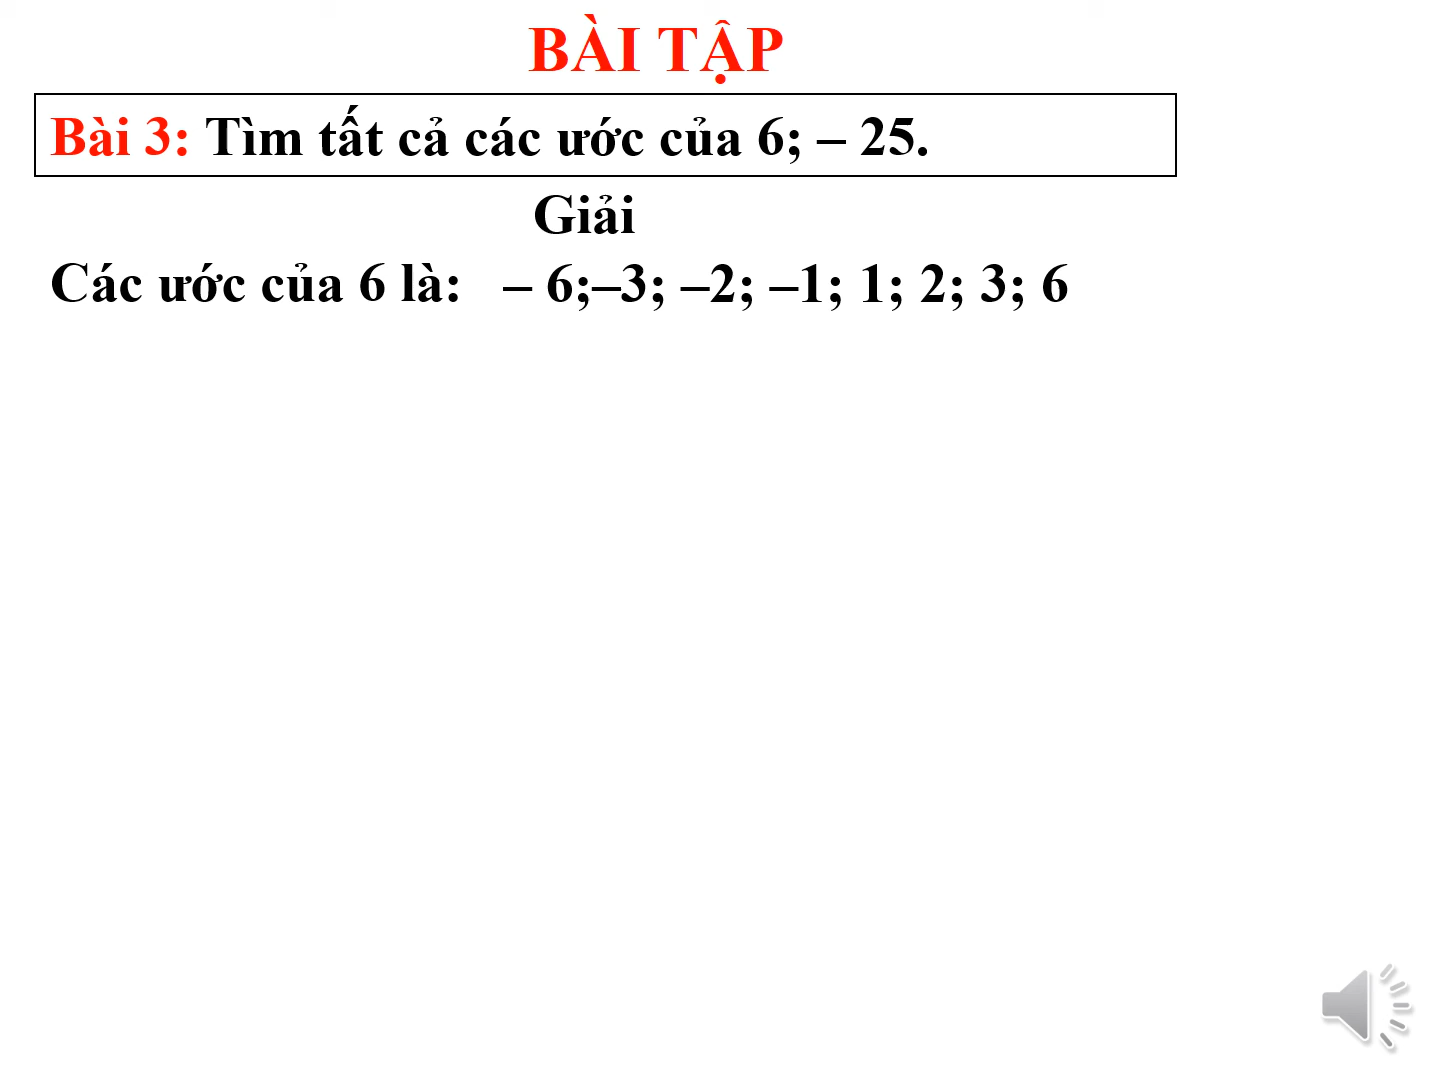 BÀI TẬP
Bài 3: Tìm tất cả các ước của 6; – 25.
Giải
Các ước của 6 là: – 6;–3; –2; –1; 1; 2; 3; 6